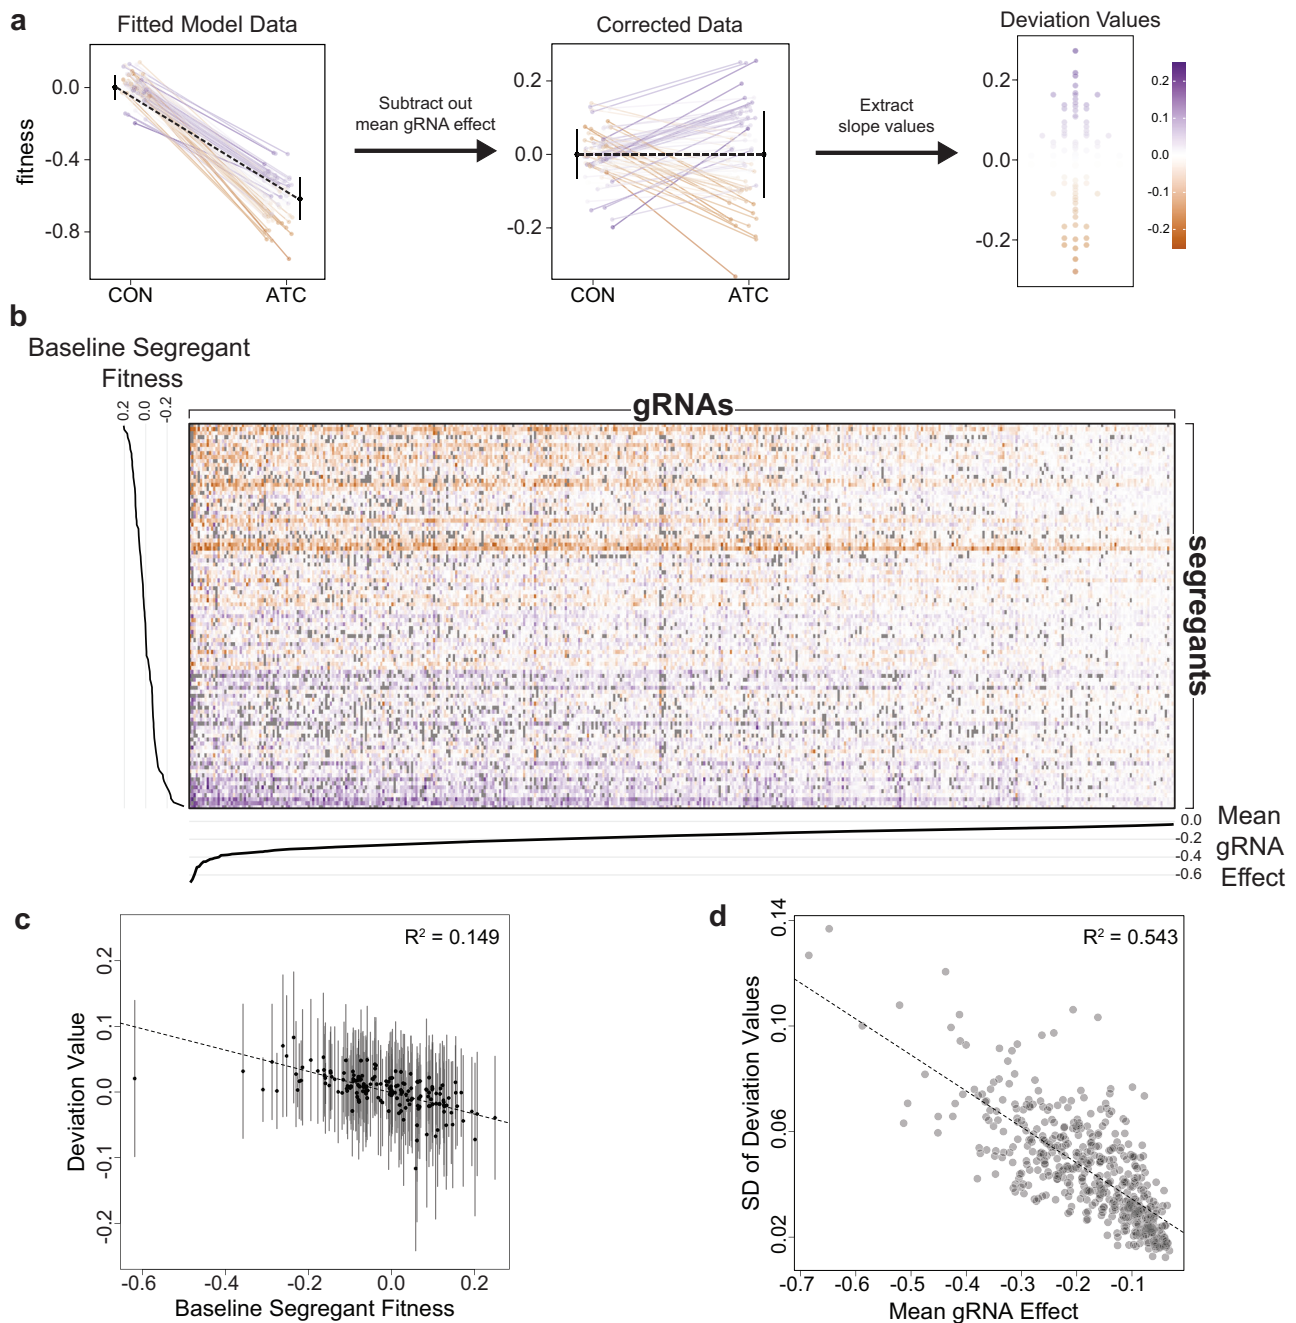 a
Fitted Model Data
Corrected Data
Deviation Values
fitness
0.0
-0.4
-0.8
CON
ATC
Subtract out
mean gRNA effect
0.2
0.0
-0.2
CON
ATC
Extract
slope values
0.2
0.0
-0.2
0.2
0.1
0.0
-0.1
-0.2
b
Baseline Segregant
Fitness
0.2
0.0
-0.2
gRNAs
segregants
0.0
-0.2
-0.4
-0.6
Mean
gRNA
Effect
c
R² = 0.149
Deviation Value
0.2
0.1
0.0
-0.1
-0.2
-0.6
-0.4
-0.2
0.0
0.2
Baseline Segregant Fitness
d
R² = 0.543
SD of Deviation Values
0.14
0.10
0.06
0.02
-0.7
-0.6
-0.5
-0.4
-0.3
-0.2
-0.1
Mean gRNA Effect